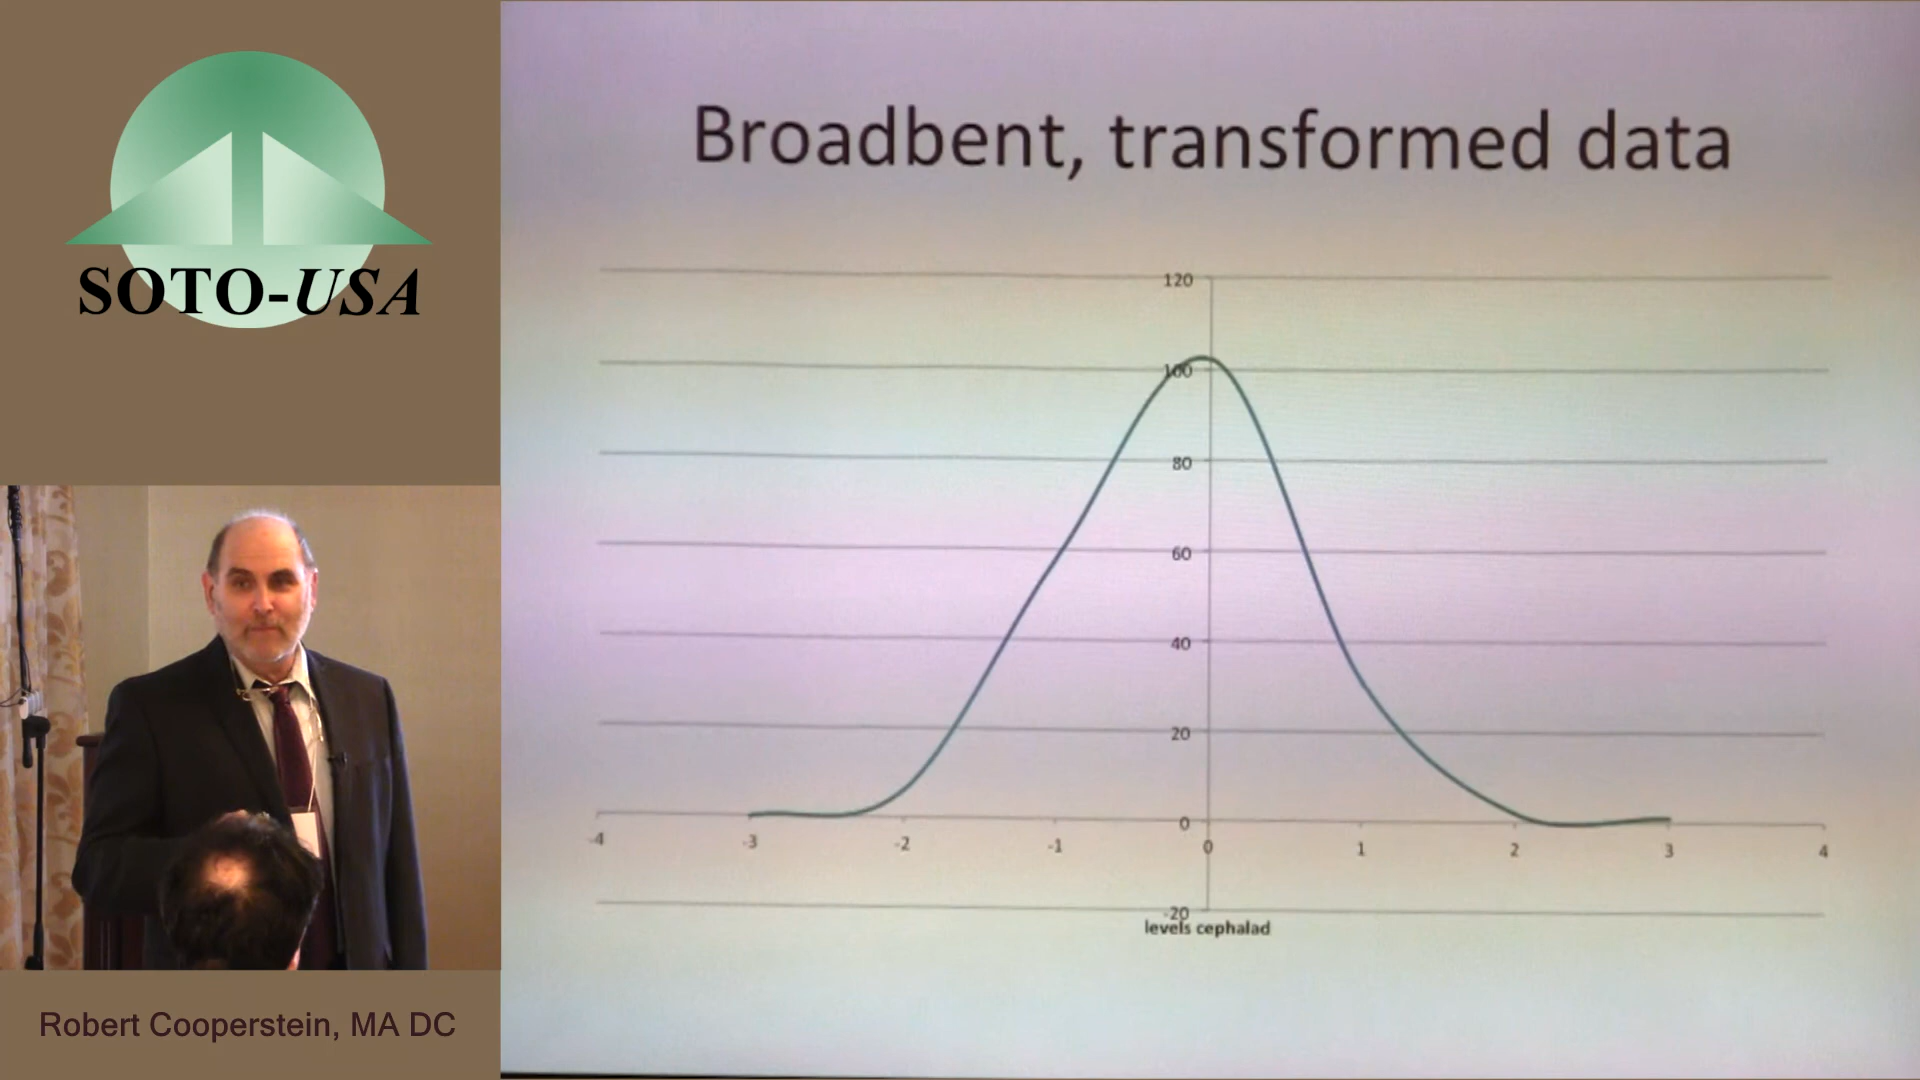 SOTO-USA
Robert Cooperstein, MA DC
Broadbent, transformed data
120
100
80
60
40
20
0
-20
-4 -3 -2 -1 0 1 2 3 4
levels cephalad